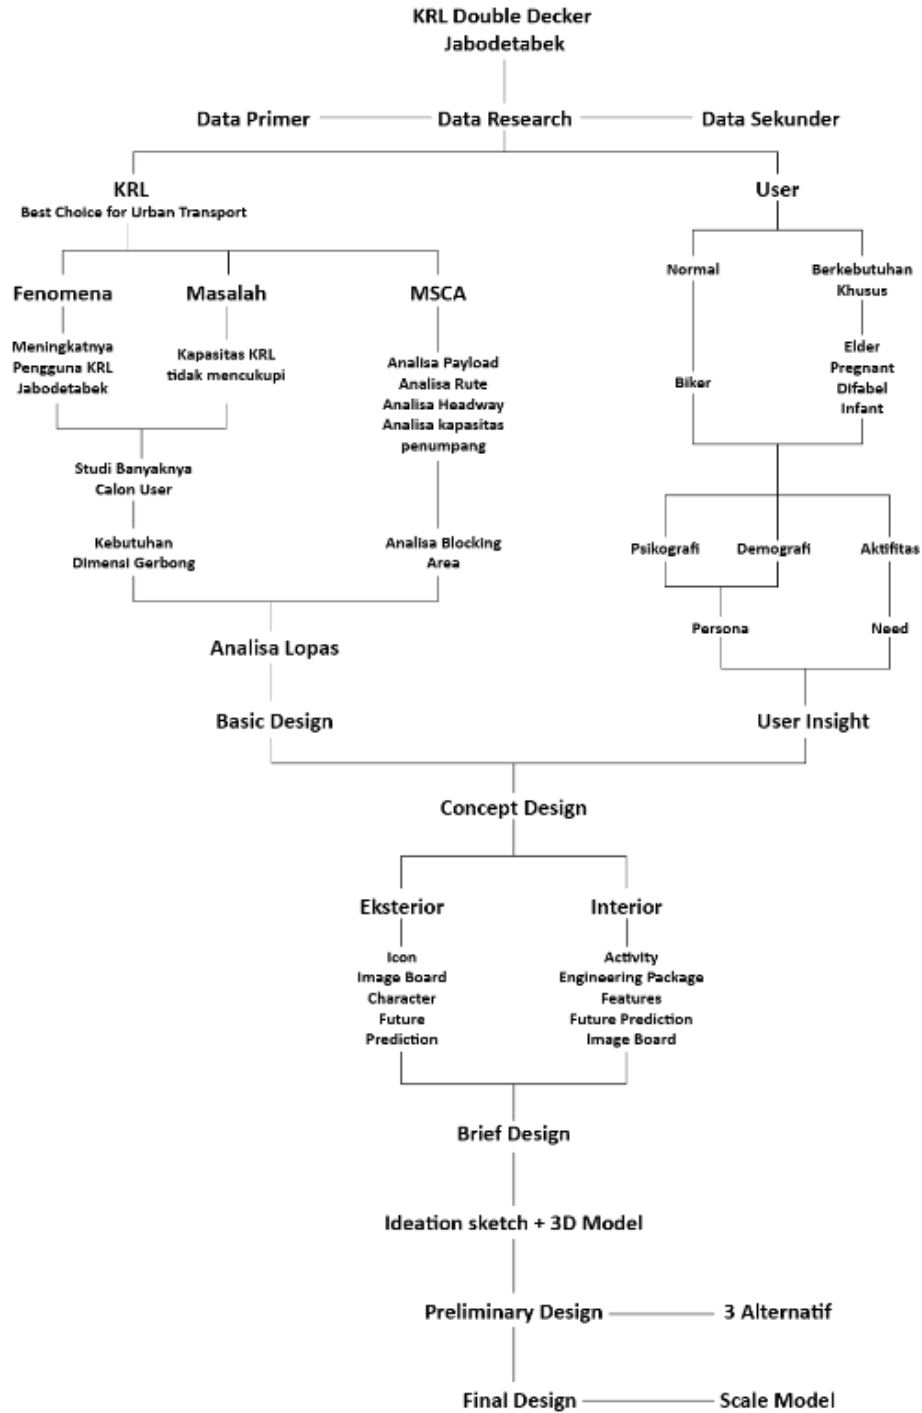 KRL Double Decker
Jabodetabek
Data Primer
Data Research
Data Sekunder
KRL
Best Choice for Urban Transport
User
Fenomena
Masalah
MSCA
Normal
Berkebutuhan
Khusus
Meningkatnya
Pengguna KRL
Jabodetabek
Kapasitas KRL
tidak mencukupi
Analisa Payload
Analisa Rute
Analisa Headway
Analisa kapasitas
penumpang
Biker
Elder
Pregnant
Difabel
Infant
Studi Banyaknya
Calon User
Kebutuhan
Dimensi Gerbong
Analisa Blocking
Area
Psikografi
Demografi
Aktifitas
Persona
Need
Analisa Lopas
Basic Design
User Insight
Concept Design
Eksterior
Interior
Icon
Image Board
Character
Future
Prediction
Activity
Engineering Package
Features
Future Prediction
Image Board
Brief Design
Ideation sketch + 3D Model
Preliminary Design
3 Alternatif
Final Design
Scale Model